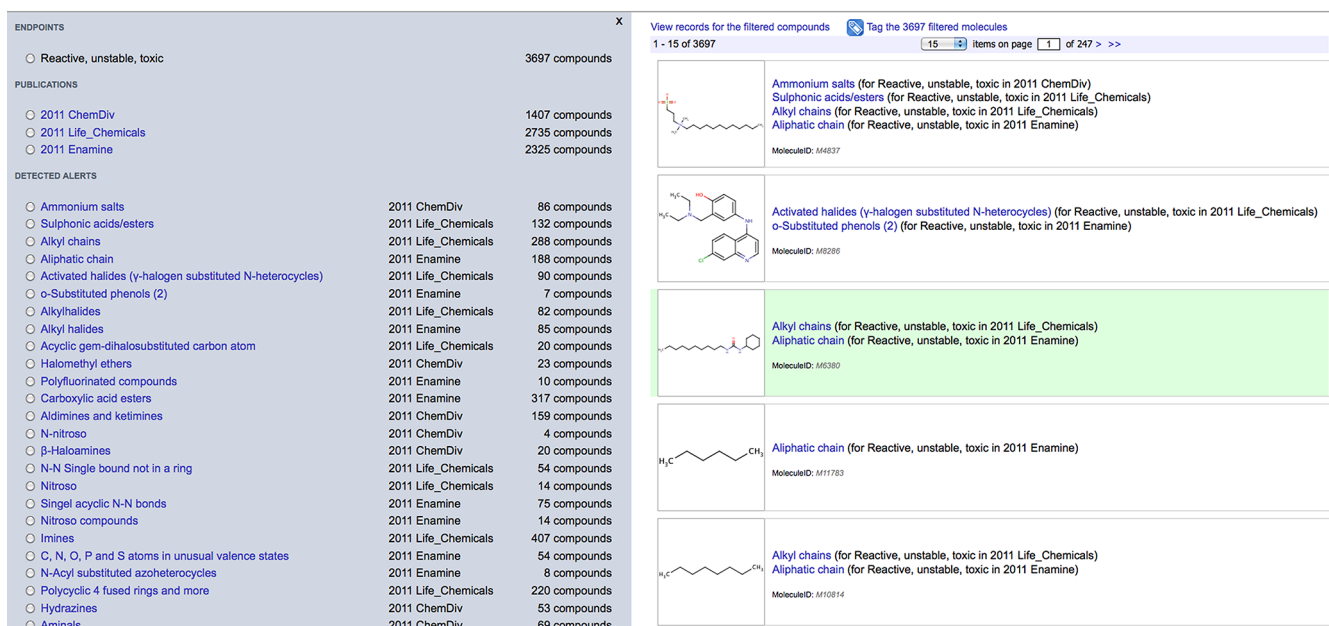 ENDPOINTS X
Reactive, unstable, toxic 3697 compounds
PUBLICATIONS
2011 ChemDiv 1407 compounds
2011 Life_Chemicals 2735 compounds
2011 Enamine 2325 compounds
DETECTED ALERTS
Ammonium salts 2011 ChemDiv 86 compounds
Sulphonic acids/esters 2011 Life_Chemicals 132 compounds
Alkyl chains 2011 Life_Chemicals 288 compounds
Aliphatic chain 2011 Enamine 188 compounds
Activated halides (γ-halogen substituted N-heterocycles) 2011 Life_Chemicals 90 compounds
o-Substituted phenols (2) 2011 Enamine 7 compounds
Alkylhalides 2011 Life_Chemicals 82 compounds
Alkyl halides 2011 Enamine 85 compounds
Acyclic gem-dihalosubstituted carbon atom 2011 Life_Chemicals 20 compounds
Halomethyl ethers 2011 ChemDiv 23 compounds
Polyfluorinated compounds 2011 Enamine 10 compounds
Carboxylic acid esters 2011 Enamine 317 compounds
Aldimines and ketimines 2011 ChemDiv 159 compounds
N-nitroso 2011 ChemDiv 4 compounds
β-Haloamines 2011 ChemDiv 20 compounds
N-N Single bound not in a ring 2011 Life_Chemicals 54 compounds
Nitroso 2011 Life_Chemicals 14 compounds
Singel acyclic N-N bonds 2011 Enamine 75 compounds
Nitroso compounds 2011 Enamine 14 compounds
Imines 2011 Life_Chemicals 407 compounds
C, N, O, P and S atoms in unusual valence states 2011 Enamine 54 compounds
N-Acyl substituted azoheterocycles 2011 Enamine 8 compounds
Polycyclic 4 fused rings and more 2011 Life_Chemicals 220 compounds
Hydrazines 2011 ChemDiv 53 compounds
Aminals 2011 ChemDiv 69 compounds
View records for the filtered compounds Tag the 3697 filtered molecules
1 - 15 of 3697 15 items on page 1 of 247 > >>
Ammonium salts (for Reactive, unstable, toxic in 2011 ChemDiv)
Sulphonic acids/esters (for Reactive, unstable, toxic in 2011 Life_Chemicals)
Alkyl chains (for Reactive, unstable, toxic in 2011 Life_Chemicals)
Aliphatic chain (for Reactive, unstable, toxic in 2011 Enamine)
MoleculeID: M4837
H₃C HO
CH₃ N NH
Cl N
Activated halides (γ-halogen substituted N-heterocycles) (for Reactive, unstable, toxic in 2011 Life_Chemicals)
o-Substituted phenols (2) (for Reactive, unstable, toxic in 2011 Enamine)
MoleculeID: M8286
Alkyl chains (for Reactive, unstable, toxic in 2011 Life_Chemicals)
Aliphatic chain (for Reactive, unstable, toxic in 2011 Enamine)
MoleculeID: M6380
H₃C CH₃
Aliphatic chain (for Reactive, unstable, toxic in 2011 Enamine)
MoleculeID: M11783
H₃C CH₃
Alkyl chains (for Reactive, unstable, toxic in 2011 Life_Chemicals)
Aliphatic chain (for Reactive, unstable, toxic in 2011 Enamine)
MoleculeID: M10814